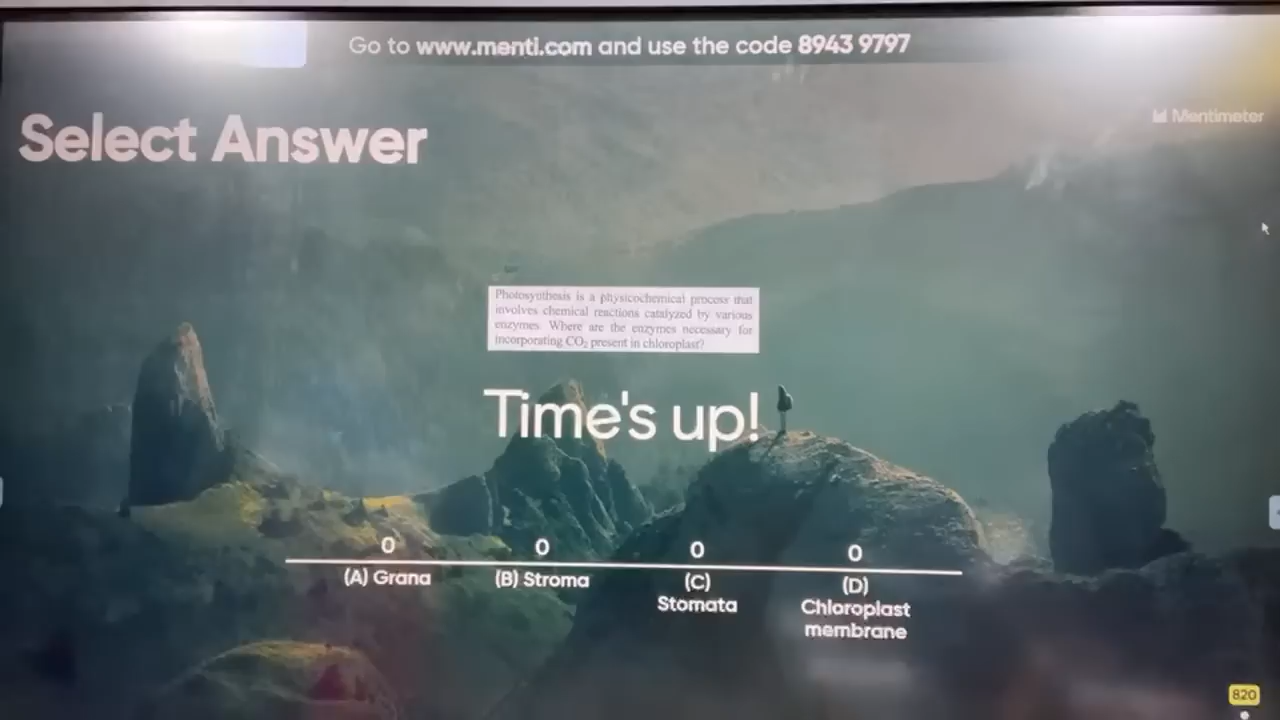 Go to www.menti.com and use the code 8943 9797
Select Answer
Mentimeter
Photosynthesis is a physicochemical process that
involves chemical reactions catalyzed by various
enzymes. Where are the enzymes necessary for
incorporating CO₂ present in chloroplast?
Time's up!
0 0 0 0
(A) Grana (B) Stroma (C)
Stomata (D)
Chloroplast
membrane
820